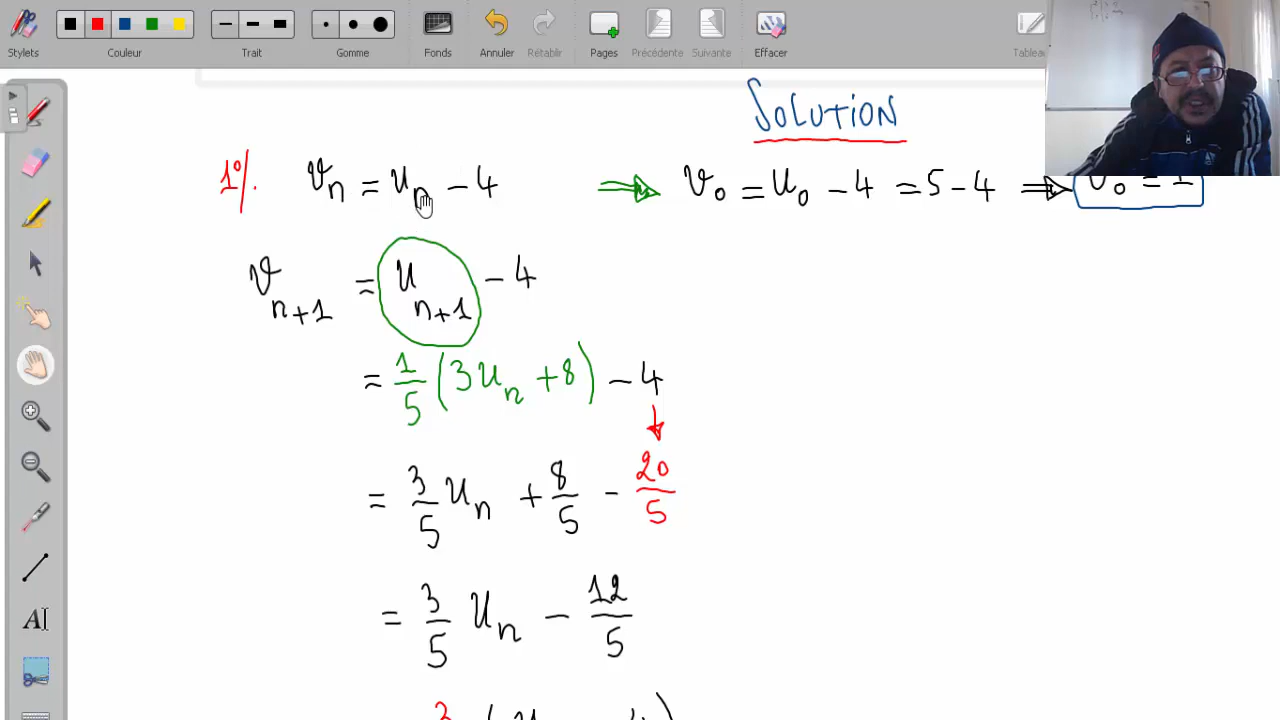 Stylets Couleur Trait Gomme Fonds Annuler Rétablir Pages Précédente Suivante Effacer Tableau
SOLUTION
1°/. vₙ = uₙ − 4 ⇒ v₀ = u₀ − 4 = 5 − 4 ⇒ v₀ = 1
vₙ₊₁ = uₙ₊₁ − 4
= 1/5 (3uₙ + 8) − 4
= 3/5 uₙ + 8/5 − 20/5
= 3/5 uₙ − 12/5